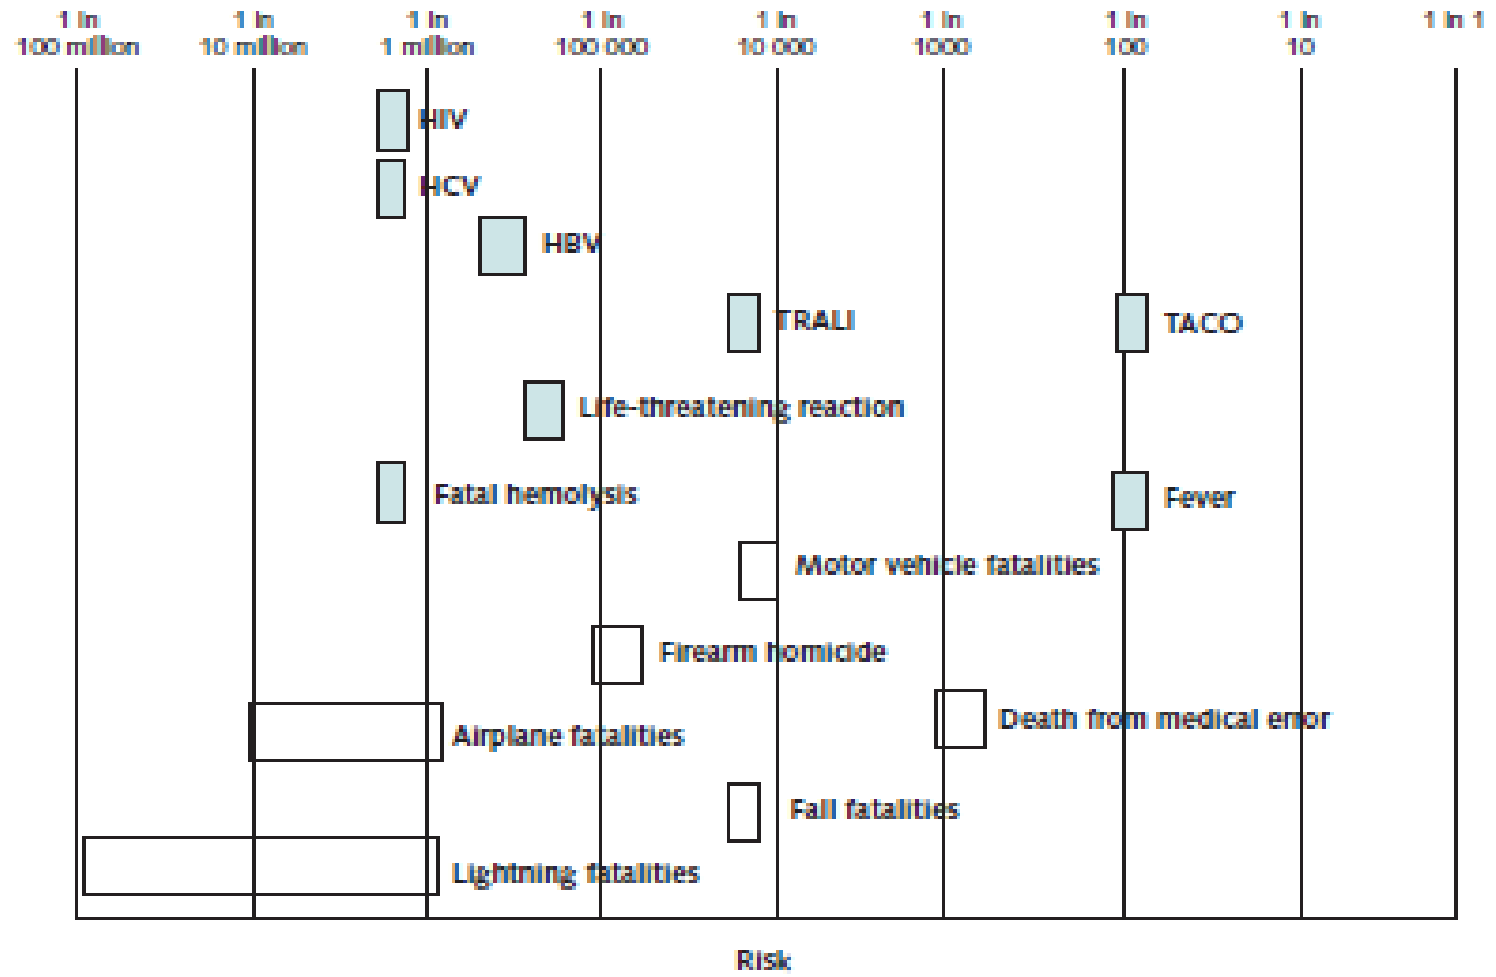 1 in
100 million
1 in
10 million
1 in
1 million
1 in
100 000
1 in
10 000
1 in
1000
1 in
100
1 in
10
1 in 1
HIV
HCV
HBV
TRALI
TACO
Life-threatening reaction
Fatal hemolysis
Fever
Motor vehicle fatalities
Firearm homicide
Death from medical error
Airplane fatalities
Fall fatalities
Lightning fatalities
Risk